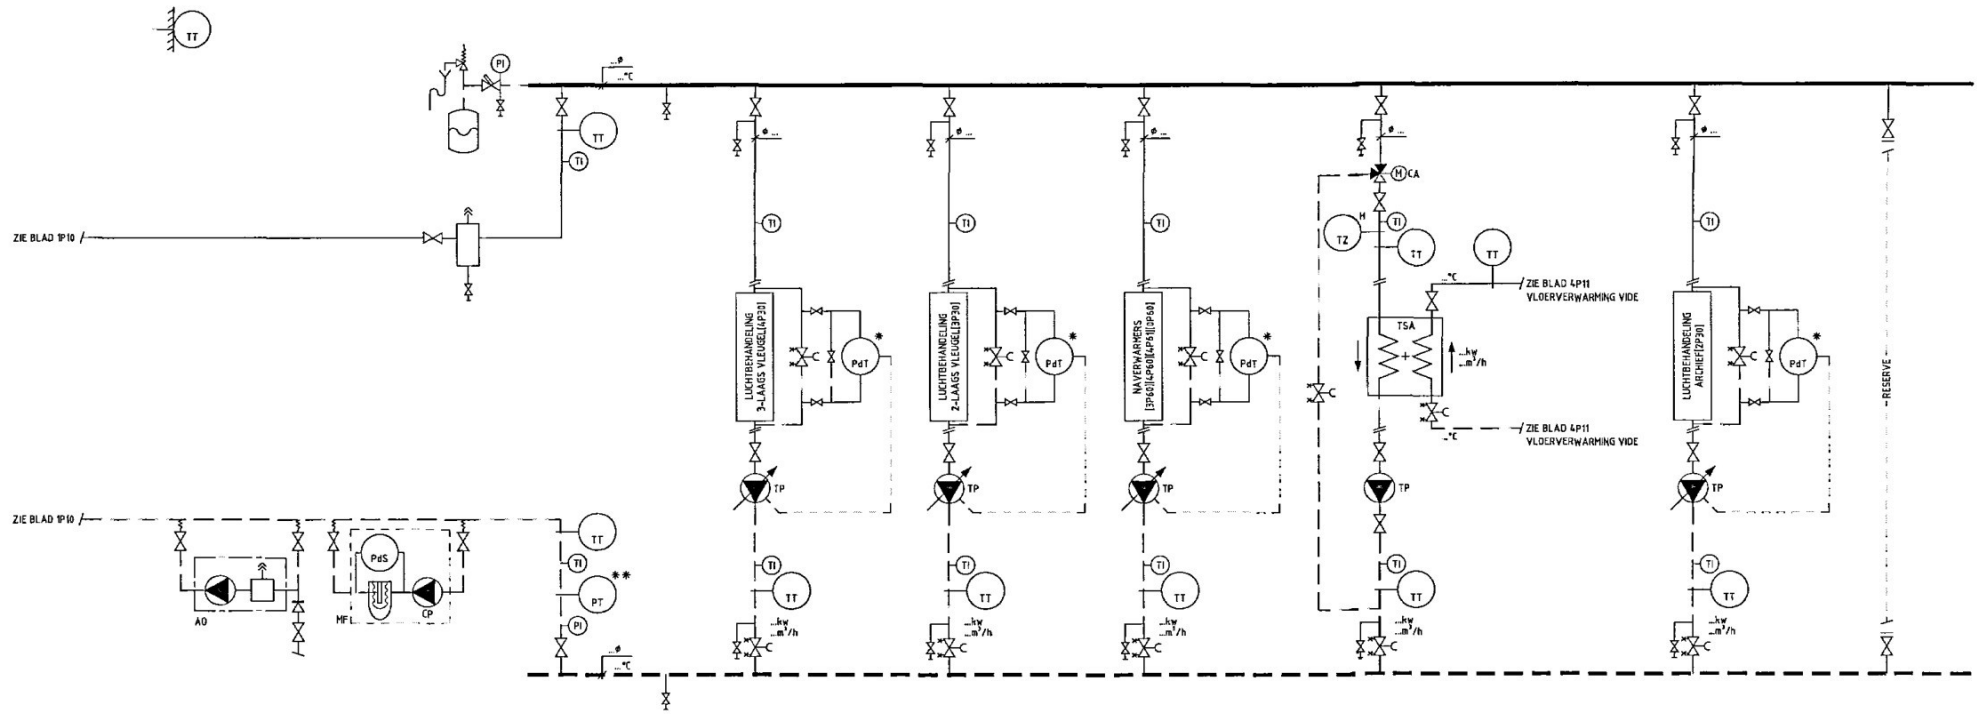 TT
PI
...ø
...°C
TT
TI
ZIE BLAD 1P10
ø ...
TI
LUCHTBEHANDELING
3-LAAGS VLEUGEL[4P30]
C
PdT
*
TP
TI
TT
...kw
...m³/h
C
ø ...
TI
LUCHTBEHANDELING
2-LAAGS VLEUGEL[3P30]
C
PdT
*
TP
TI
TT
...kw
...m³/h
C
ø ...
TI
NAVERWARMERS
[3P60][4P60][4P61][0P60]
C
PdT
*
TP
TI
TT
...kw
...m³/h
C
ø ...
M CA
H
TI
TZ
TT
TT
...°C
ZIE BLAD 4P11
VLOERVERWARMING VIDE
TSA
...kw
...m³/h
C
C
...°C
ZIE BLAD 4P11
VLOERVERWARMING VIDE
TP
TI
TT
...kw
...m³/h
C
ø ...
TI
LUCHTBEHANDELING
ARCHIEF[2P30]
C
PdT
*
TP
TI
TT
...kw
...m³/h
C
RESERVE
ZIE BLAD 1P10
TT
PdS
TI
**
PT
AO
MF
CP
PI
...ø
...°C